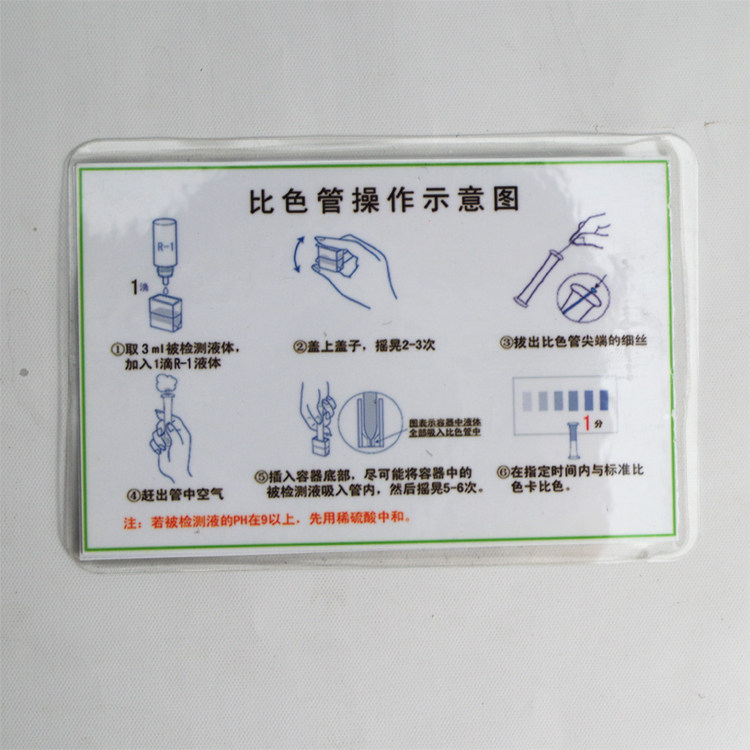 比色管操作示意图
R-1
1滴
①取3ml被检测液体,
加入1滴R-1液体
②盖上盖子,摇晃2-3次
③拔出比色管尖端的细丝
④赶出管中空气
图表示容器中液体
全部吸入比色管中
⑤插入容器底部,尽可能将容器中的
被检测液吸入管内,然后摇晃5-6次。
1分
⑥在指定时间内与标准比
色卡比色。
注:若被检测液的PH在9以上,先用稀硫酸中和。